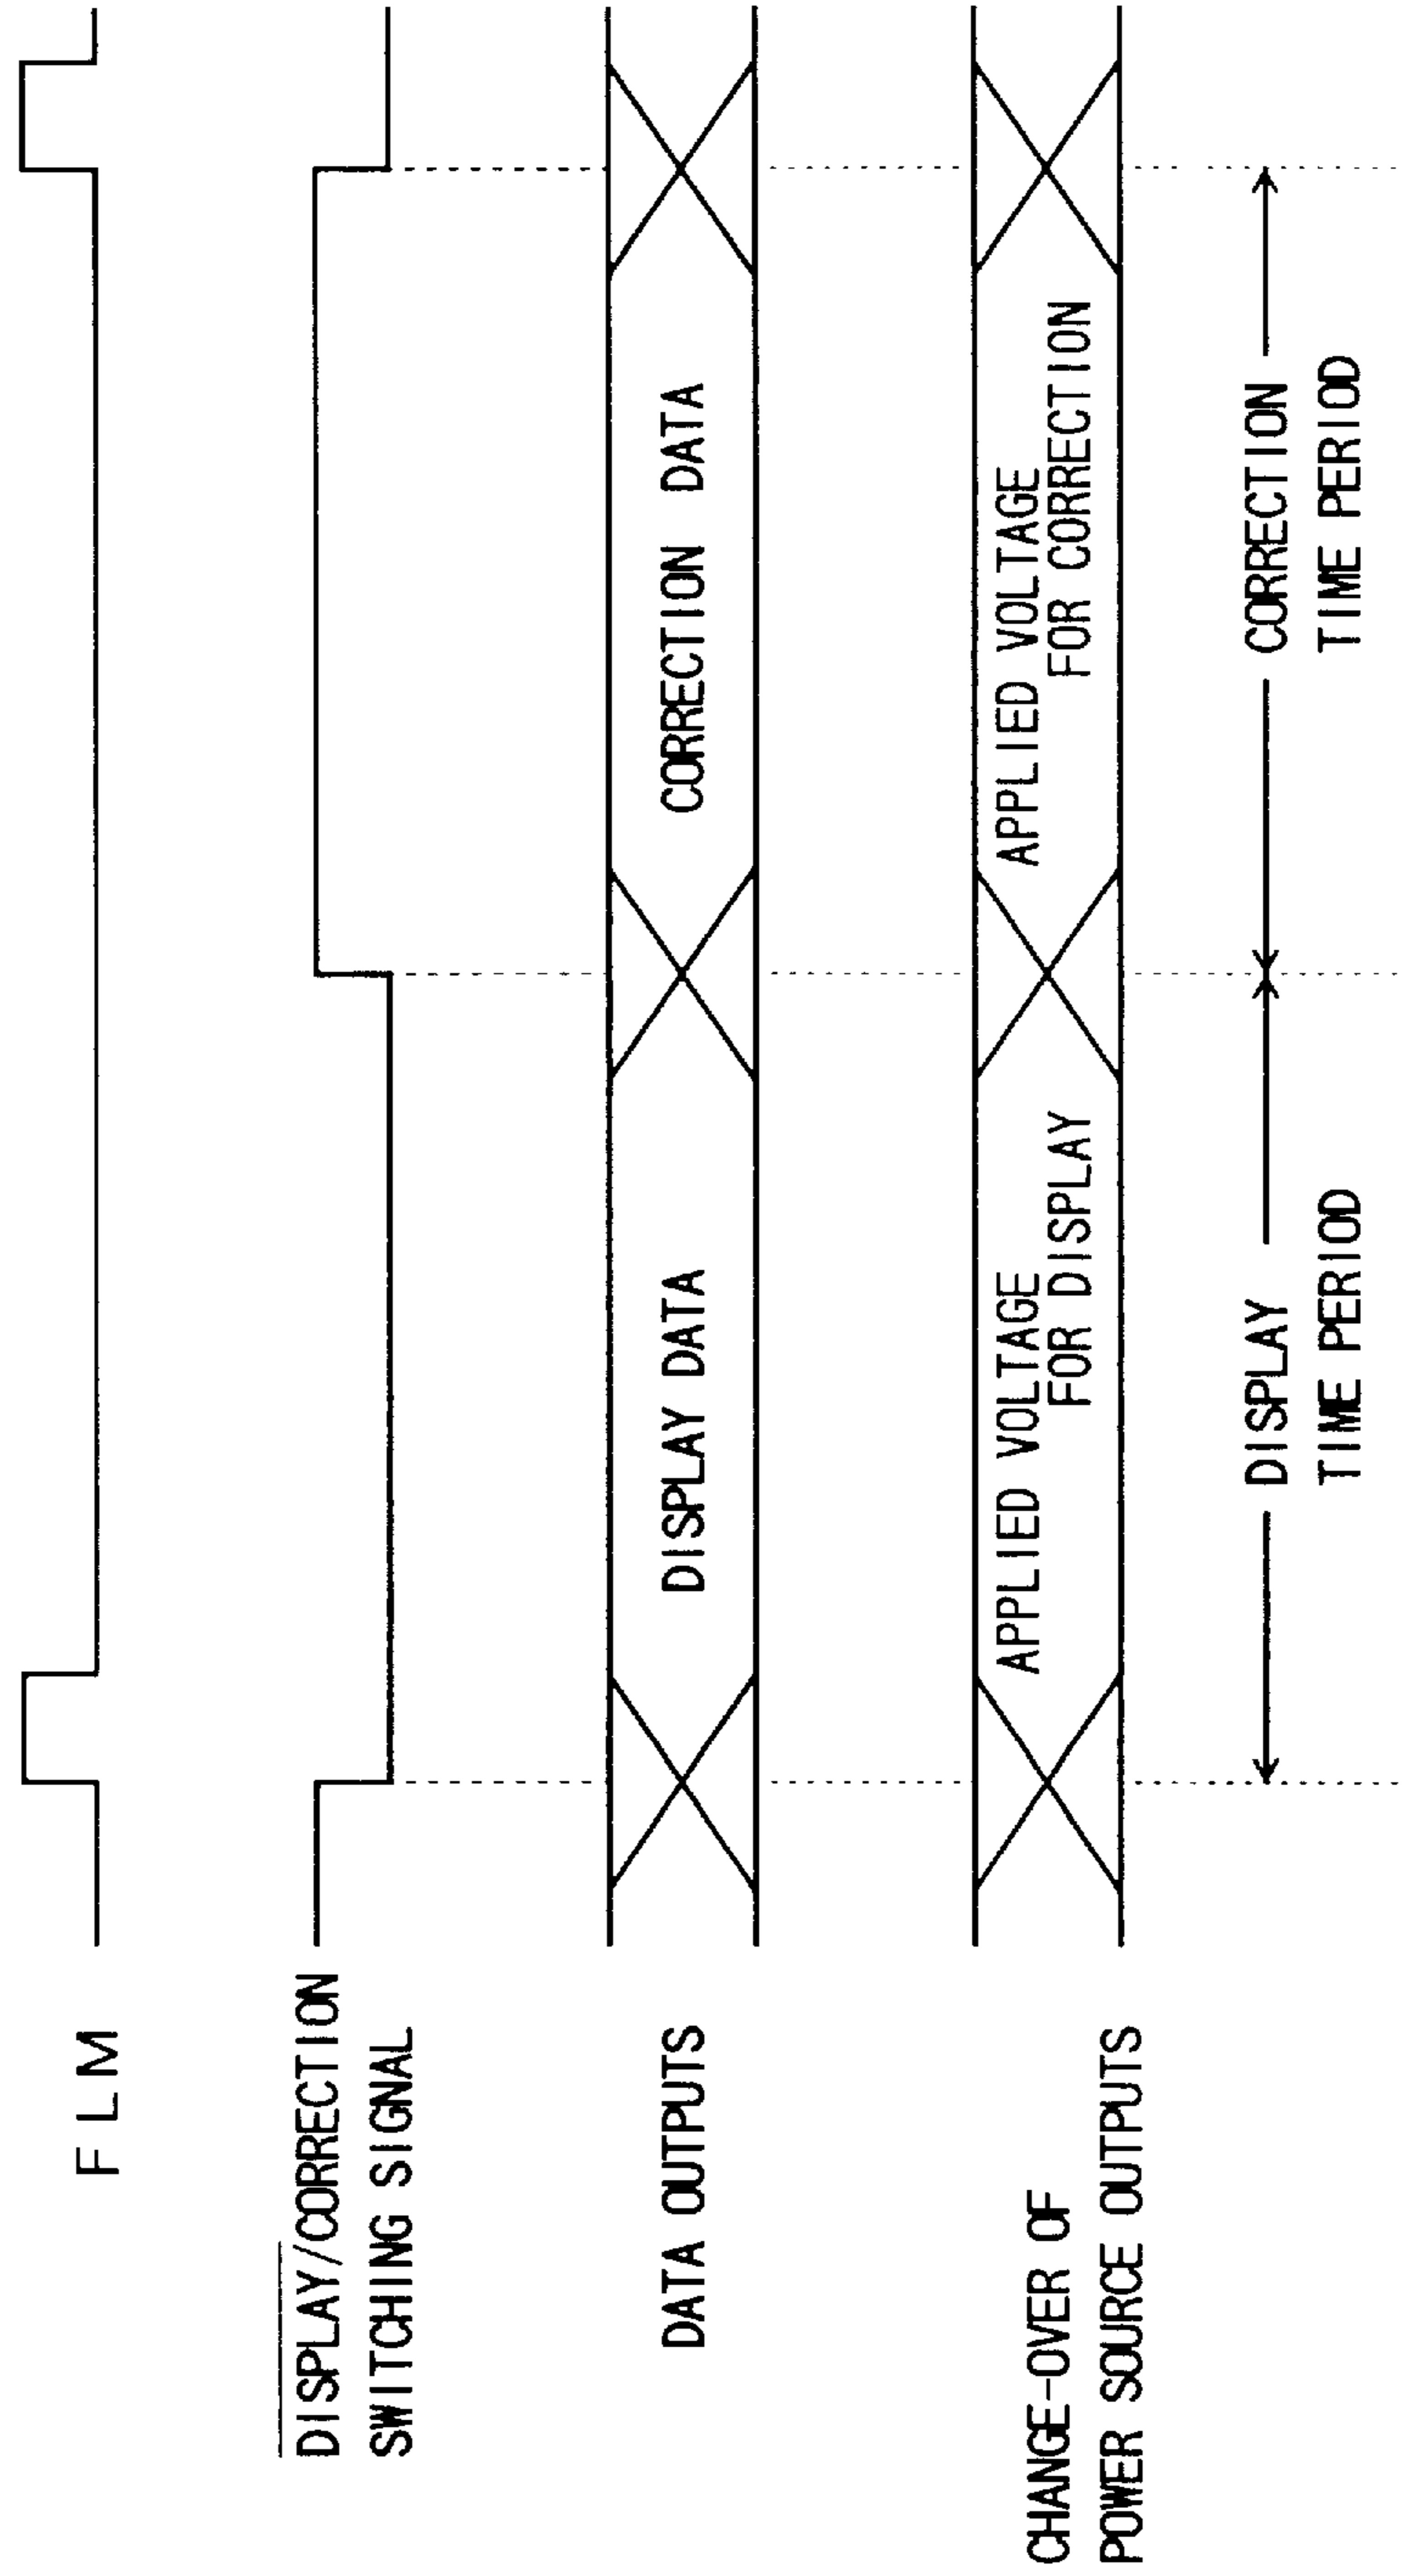 F L M
DISPLAY/CORRECTION
SWITCHING SIGNAL
DATA OUTPUTS
DISPLAY DATA
CORRECTION DATA
CHANGE-OVER OF
POWER SOURCE OUTPUTS
APPLIED VOLTAGE
FOR DISPLAY
APPLIED VOLTAGE
FOR CORRECTION
DISPLAY
TIME PERIOD
CORRECTION
TIME PERIOD